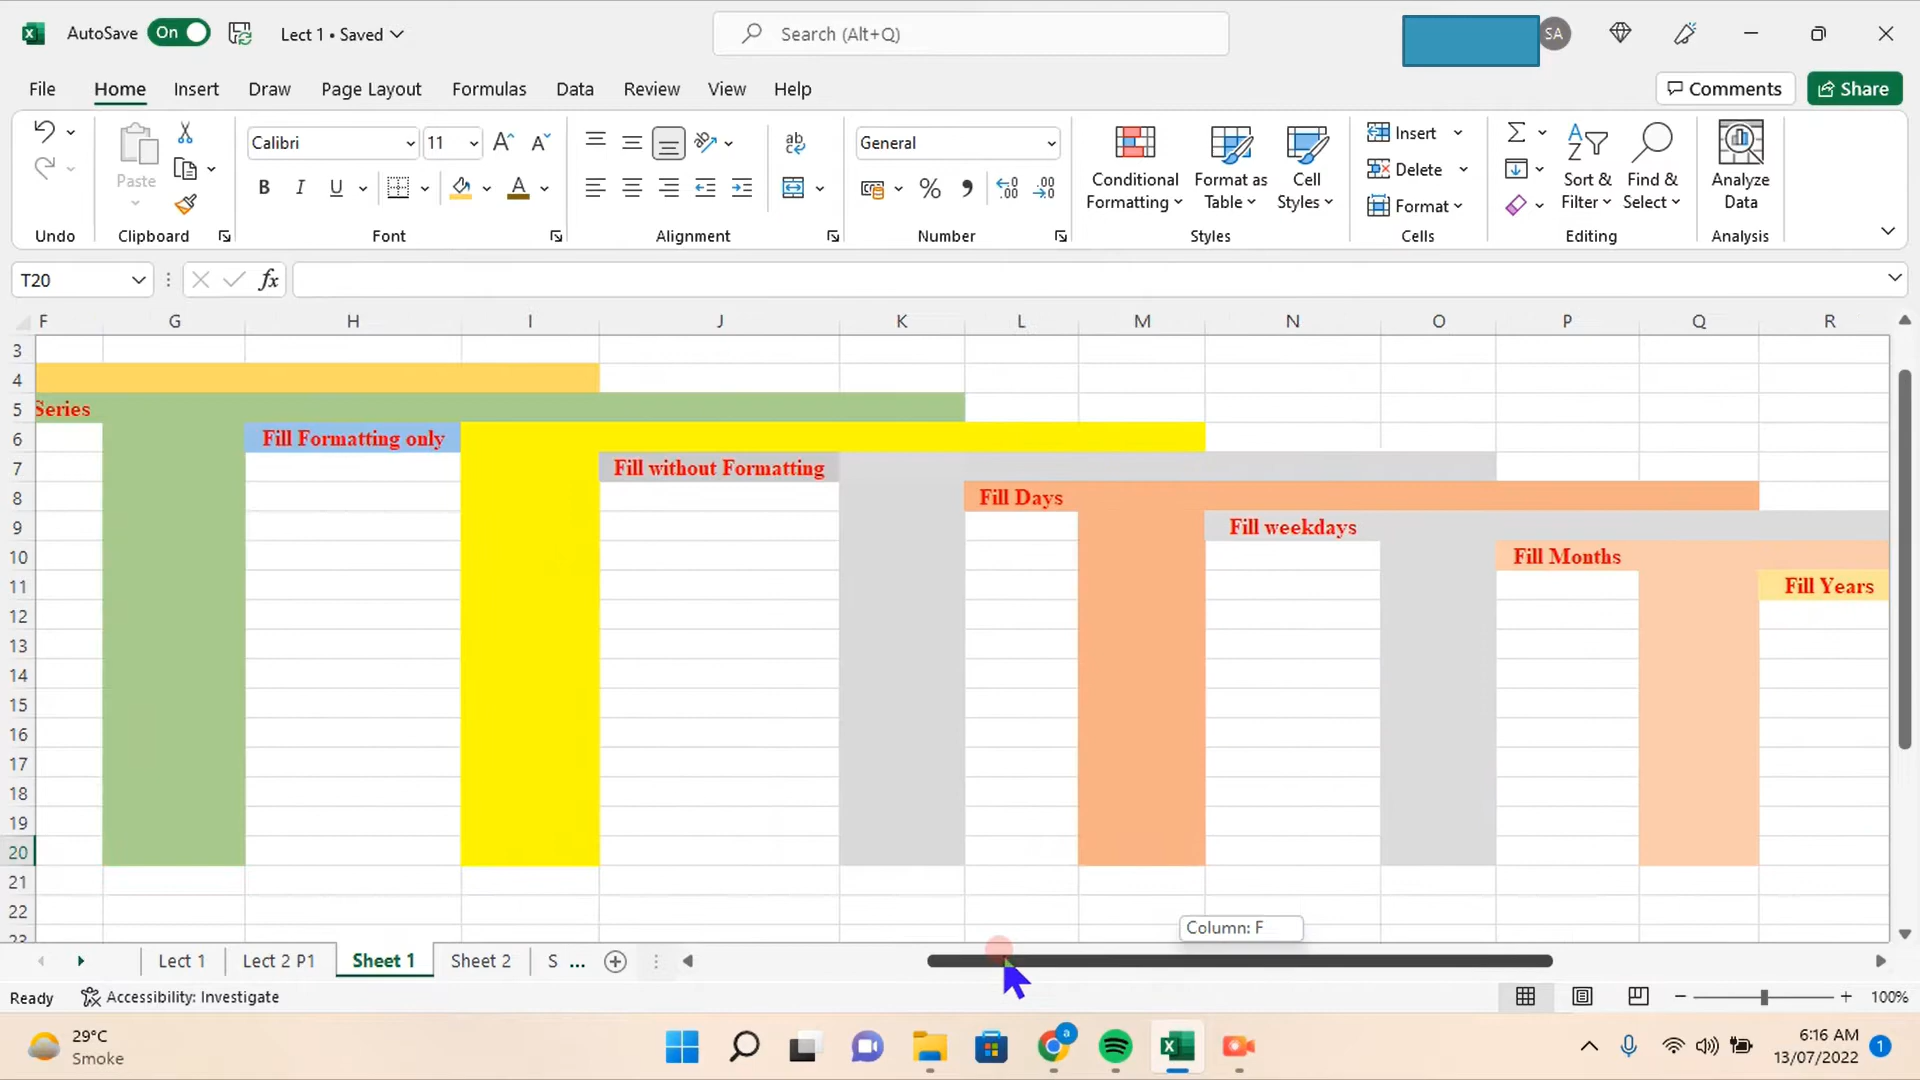 AutoSave On Lect 1 • Saved Search (Alt+Q) SA
File Home Insert Draw Page Layout Formulas Data Review View Help Comments Share
Paste
Undo
Clipboard
Calibri 11
B I U A
Font
ab
Alignment
General
% ,
Number
Conditional Formatting
Format as Table
Cell Styles
Styles
Insert
Delete
Format
Cells
Sort & Filter
Find & Select
Editing
Analyze Data
Analysis
T20 fx
F G H I J K L M N O P Q R
3
4
5 Series
6 Fill Formatting only
7 Fill without Formatting
8 Fill Days
9 Fill weekdays
10 Fill Months
11 Fill Years
12
13
14
15
16
17
18
19
20
21
22
23
Column: F
Lect 1 Lect 2 P1 Sheet 1 Sheet 2 S ...
Ready Accessibility: Investigate 100%
29°C
Smoke
6:16 AM
13/07/2022 1